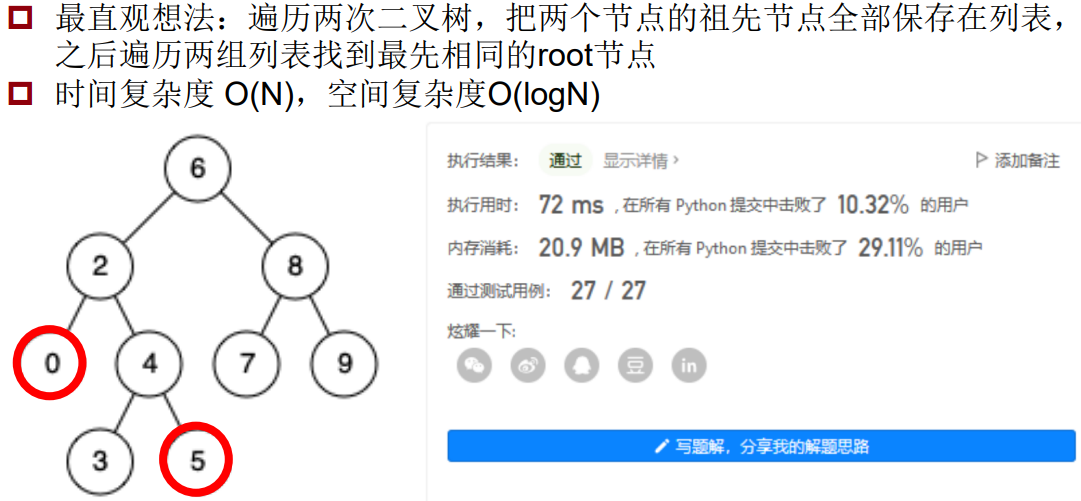 最直观想法：遍历两次二叉树，把两个节点的祖先节点全部保存在列表，
之后遍历两组列表找到最先相同的root节点
时间复杂度 O(N)，空间复杂度O(logN)
6
2 8
0 4 7 9
3 5
执行结果： 通过 显示详情 › 添加备注
执行用时： 72 ms , 在所有 Python 提交中击败了 10.32% 的用户
内存消耗： 20.9 MB , 在所有 Python 提交中击败了 29.11% 的用户
通过测试用例： 27 / 27
炫耀一下:
豆 in
写题解，分享我的解题思路